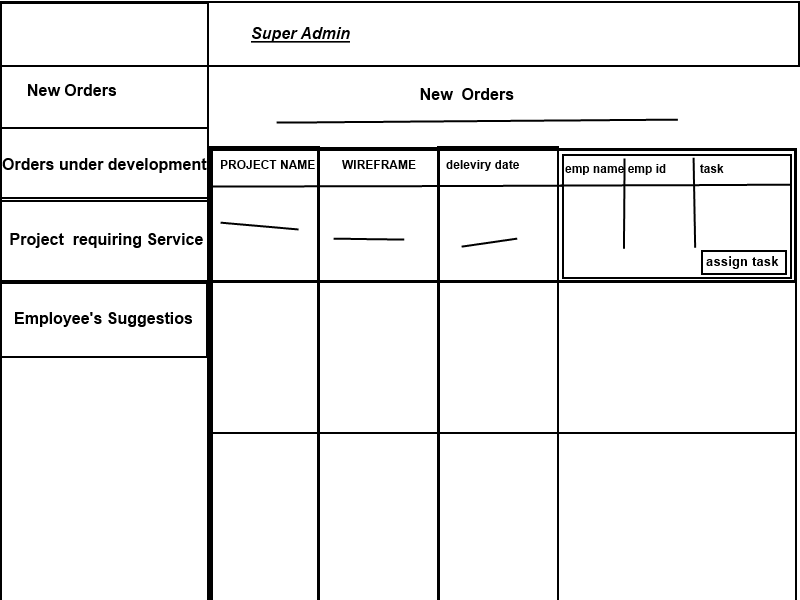 Super Admin
New Orders
New Orders
Orders under development
PROJECT NAME WIREFRAME deleviry date emp name emp id task
Project requiring Service
assign task
Employee's Suggestios